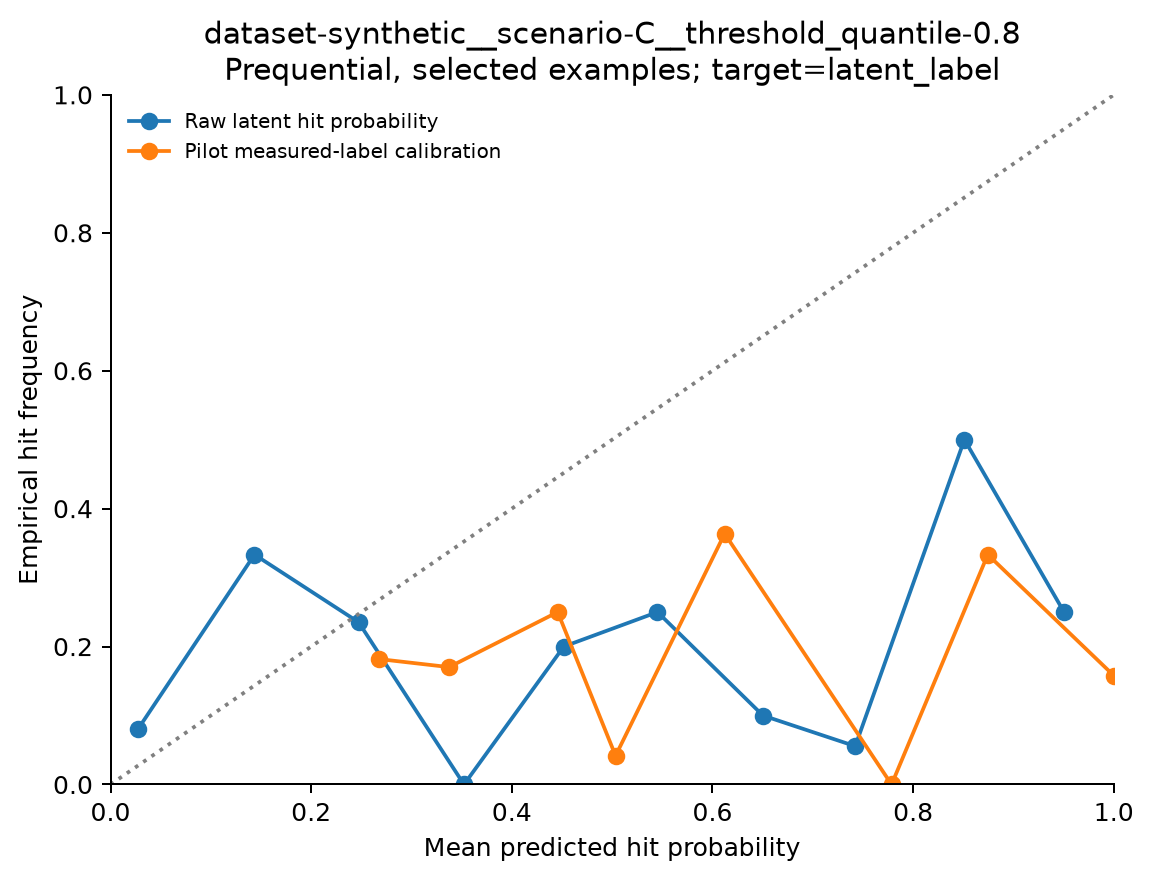 dataset-synthetic__scenario-C__threshold_quantile-0.8
Prequential, selected examples; target=latent_label
Raw latent hit probability
Pilot measured-label calibration
1.0
0.8
0.6
0.4
0.2
0.0
Empirical hit frequency
0.0 0.2 0.4 0.6 0.8 1.0
Mean predicted hit probability